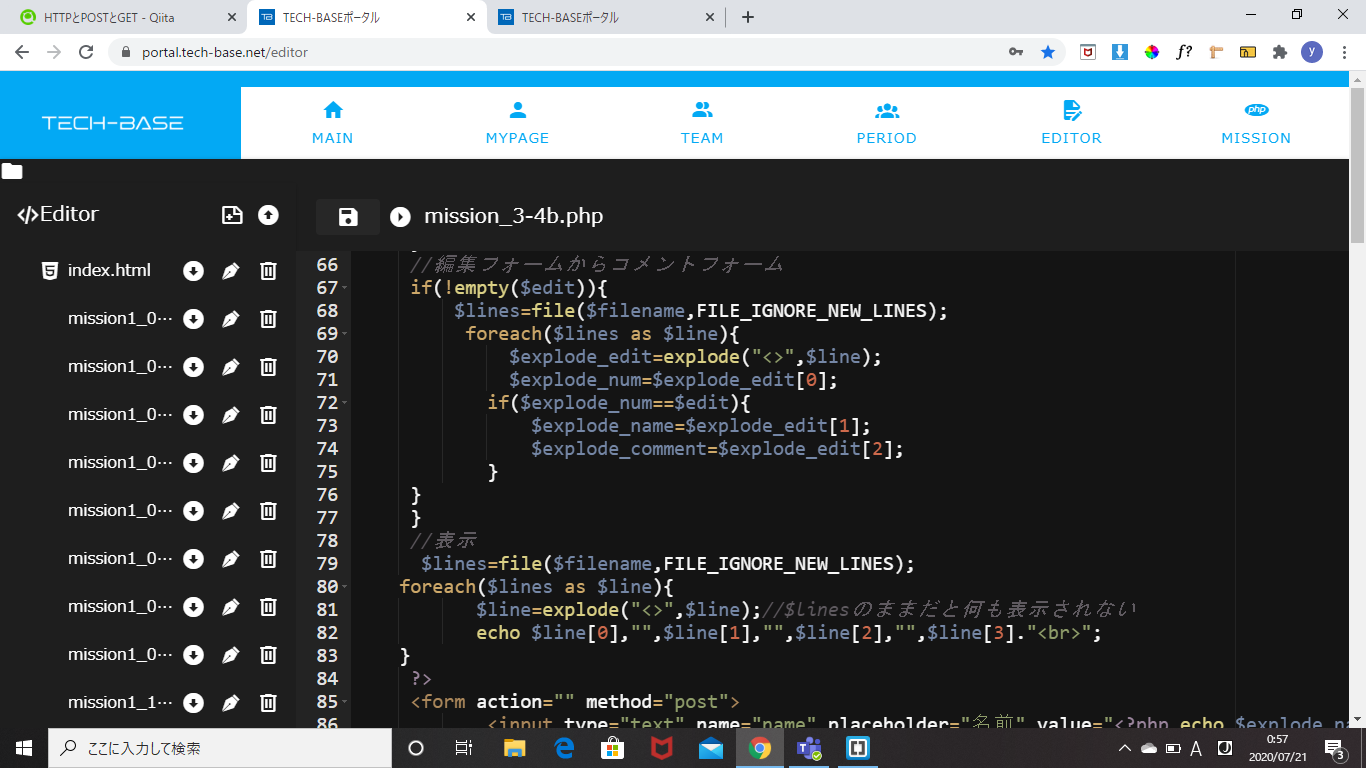 HTTPとPOSTとGET - Qiita
TECH-BASEポータル
TECH-BASEポータル
portal.tech-base.net/editor
f?
y
TECH-BASE
MAIN
MYPAGE
TEAM
PERIOD
EDITOR
php
MISSION
</>Editor
mission_3-4b.php
index.html
mission1_0…
mission1_0…
mission1_0…
mission1_0…
mission1_0…
mission1_0…
mission1_0…
mission1_0…
mission1_1…
66 //編集フォームからコメントフォーム
67 if(!empty($edit)){
68 $lines=file($filename,FILE_IGNORE_NEW_LINES);
69 foreach($lines as $line){
70 $explode_edit=explode("<>",$line);
71 $explode_num=$explode_edit[0];
72 if($explode_num==$edit){
73 $explode_name=$explode_edit[1];
74 $explode_comment=$explode_edit[2];
75 }
76 }
77 }
78 //表示
79 $lines=file($filename,FILE_IGNORE_NEW_LINES);
80 foreach($lines as $line){
81 $line=explode("<>",$line);//$linesのままだと何も表示されない
82 echo $line[0],"",$line[1],"",$line[2],"",$line[3]."<br>";
83 }
84 ?>
85 <form action="" method="post">
86 <input type="text" name="name" placeholder="名前" value="<?php echo $explode_na
ここに入力して検索
A
J
0:57
2020/07/21
3